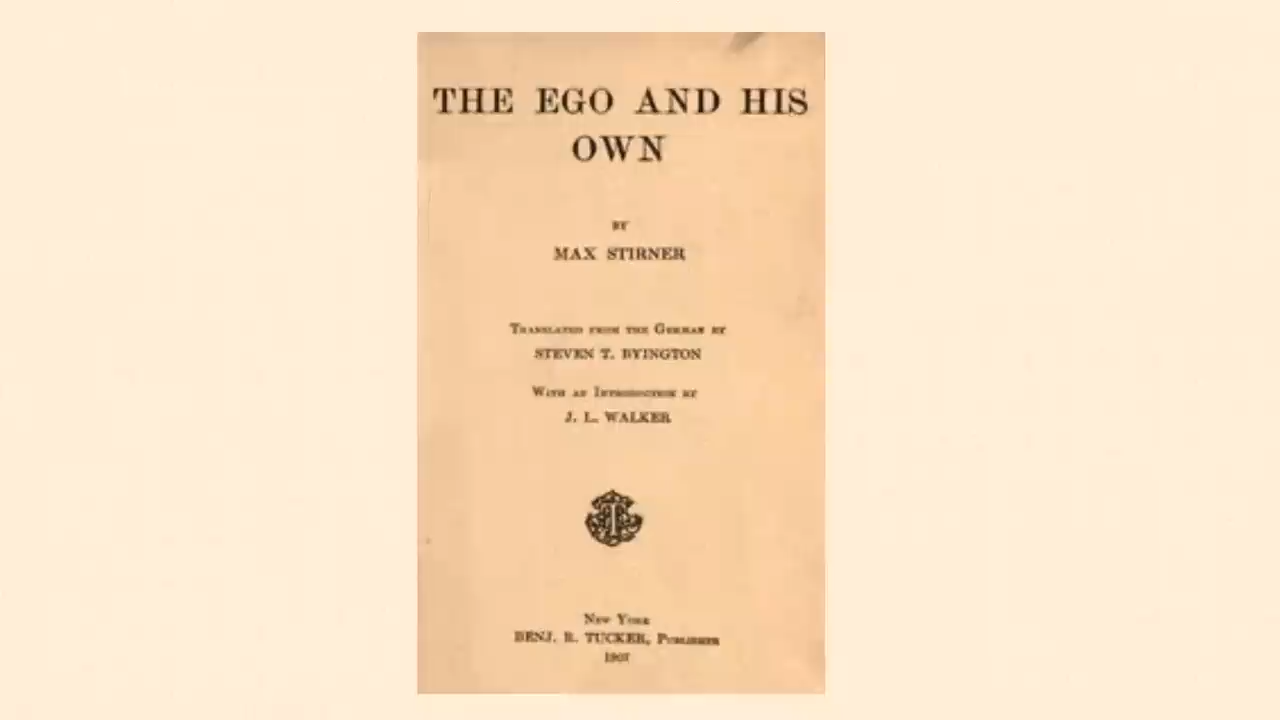 THE EGO AND HIS
OWN
BY
MAX STIRNER
TRANSLATED FROM THE GERMAN BY
STEVEN T. BYINGTON
WITH AN INTRODUCTION BY
J. L. WALKER
NEW YORK
BENJ. R. TUCKER, PUBLISHER
1907